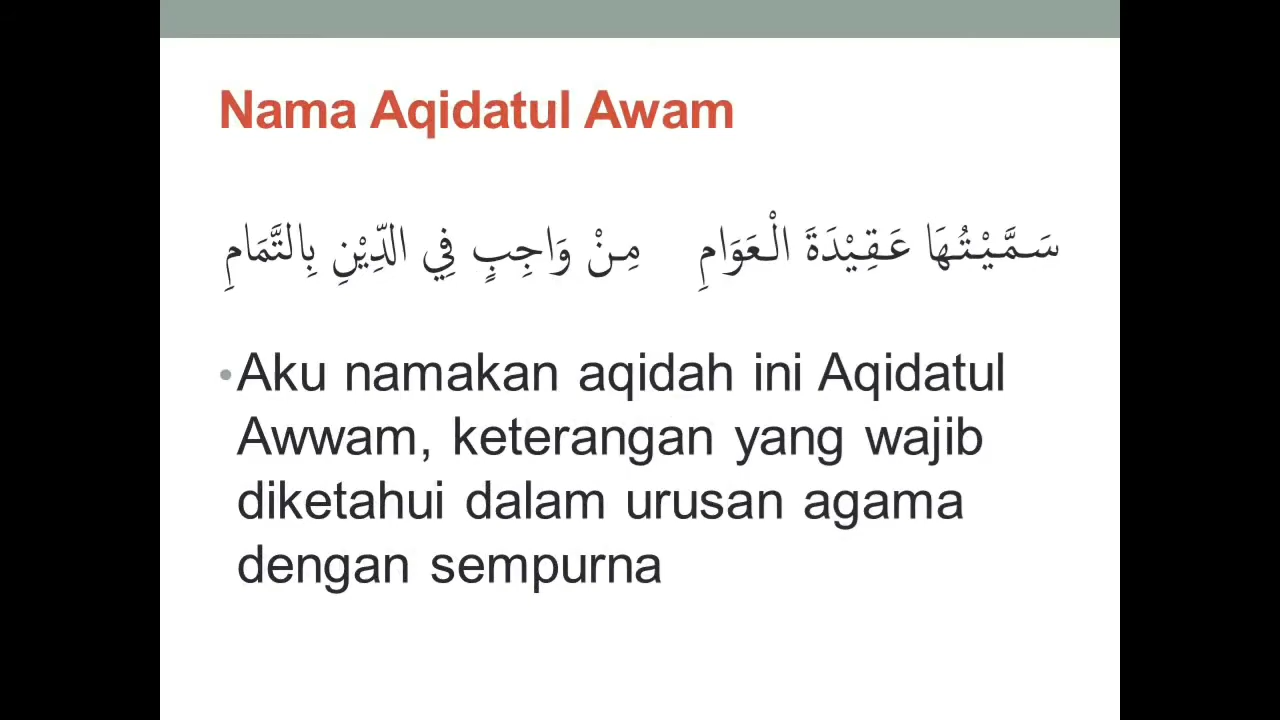 Nama Aqidatul Awam
سَمَّيْتُهَا عَقِيْدَةَ الْعَوَامِ مِنْ وَاجِبٍ فِي الدِّيْنِ بِالتَّمَامِ
•Aku namakan aqidah ini Aqidatul
Awwam, keterangan yang wajib
diketahui dalam urusan agama
dengan sempurna